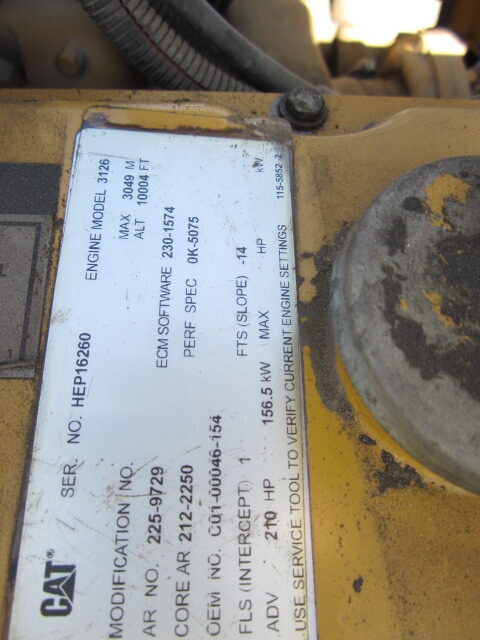 CAT®
SER. NO. HEP16260 ENGINE MODEL 3126
MODIFICATION NO. MAX 3049 M
ALT 10004 FT
AR NO. 225-9729 ECM SOFTWARE 230-1574
CORE AR 212-2250 PERF SPEC 0K-5075
OEM NO. C01-00046-154
FLS (INTERCEPT) 1 FTS (SLOPE) -14
ADV 210 HP 156.5 kW MAX HP kW
USE SERVICE TOOL TO VERIFY CURRENT ENGINE SETTINGS 115-5852 2